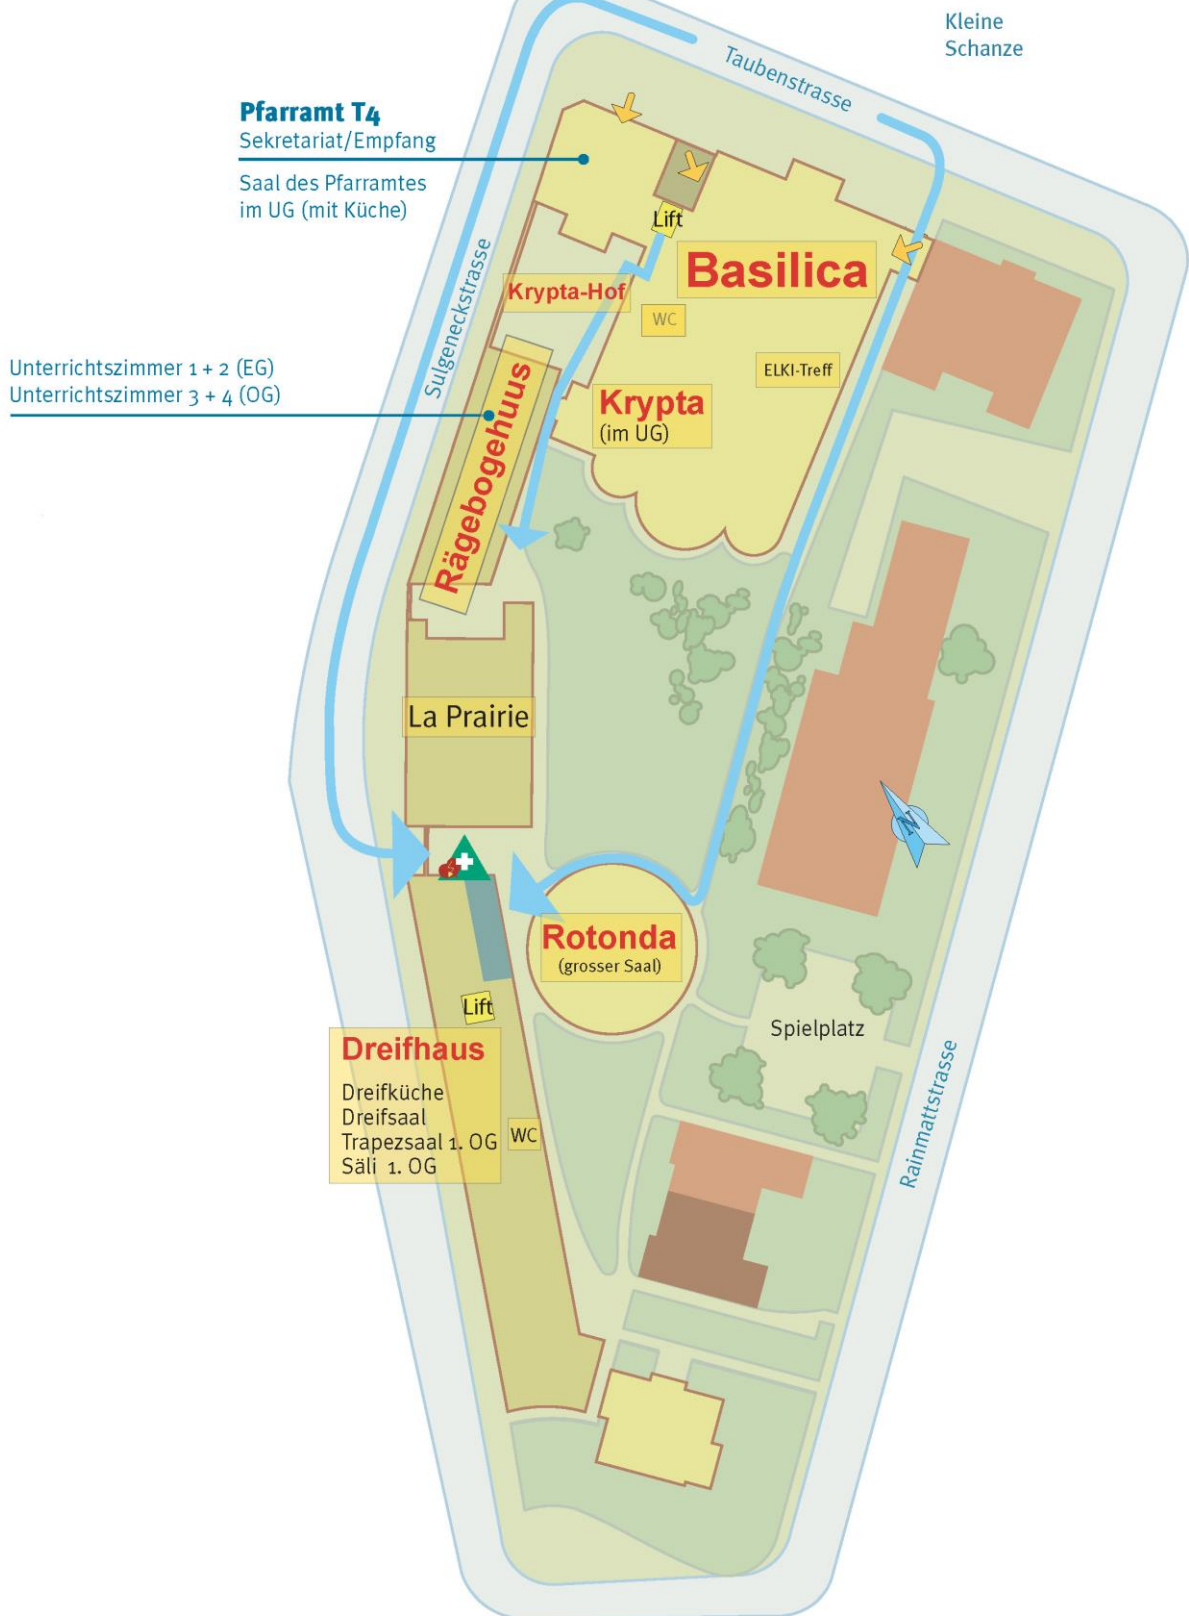 Kleine
Schanze
Taubenstrasse
Pfarramt T4
Sekretariat/Empfang
Saal des Pfarramtes
im UG (mit Küche)
Lift
Basilica
Krypta-Hof
WC
Sulgeneckstrasse
Unterrichtszimmer 1 + 2 (EG)
Unterrichtszimmer 3 + 4 (OG)
ELKI-Treff
Krypta
(im UG)
Rägebogehuus
La Prairie
N
Rotonda
(grosser Saal)
Lift
Spielplatz
Dreifhaus
Dreifküche
Dreifsaal
Trapezsaal 1. OG
Säli 1. OG
WC
Rainmattstrasse